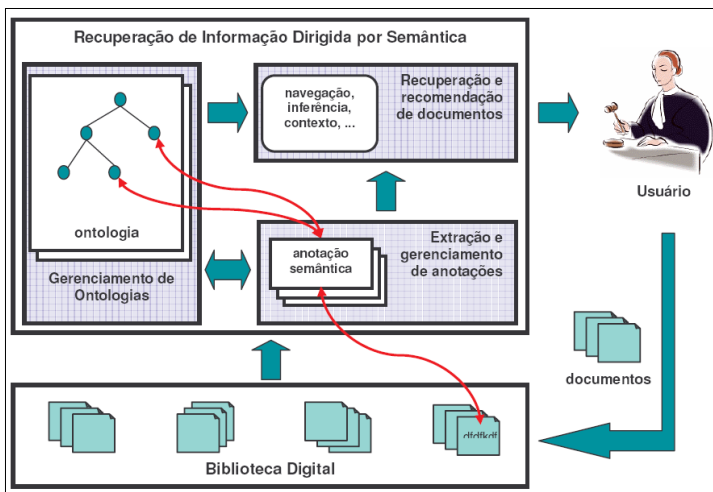 Recuperação de Informação Dirigida por Semântica
navegação,
inferência,
contexto, ...
Recuperação e
recomendação
de documentos
Usuário
ontologia
Gerenciamento de
Ontologias
anotação
semântica
Extração e
gerenciamento
de anotações
documentos
dfdfkdf
Biblioteca Digital